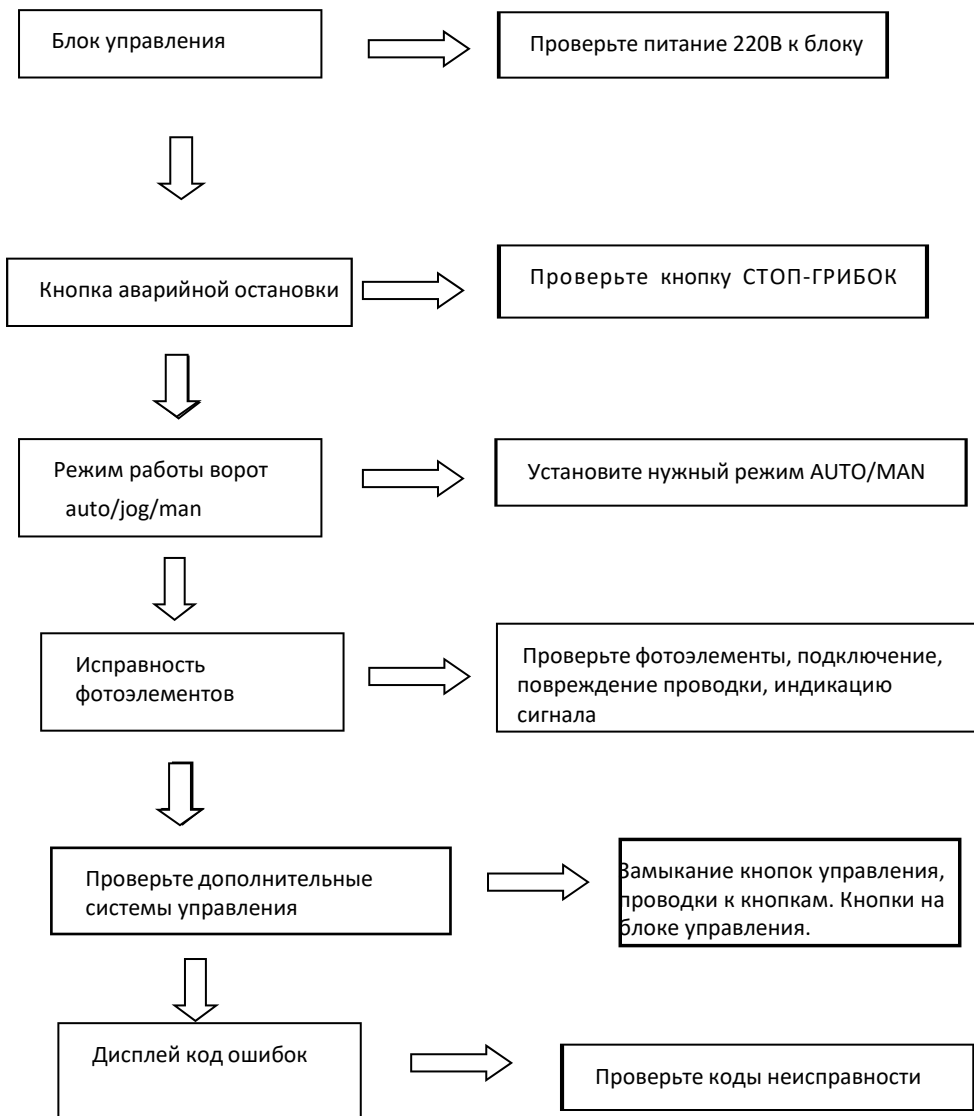 Блок управления
Проверьте питание 220В к блоку
Кнопка аварийной остановки
Проверьте кнопку СТОП-ГРИБОК
Режим работы ворот
auto/jog/man
Установите нужный режим AUTO/MAN
Исправность
фотоэлементов
Проверьте фотоэлементы, подключение,
повреждение проводки, индикацию
сигнала
Проверьте дополнительные
системы управления
Замыкание кнопок управления,
проводки к кнопкам. Кнопки на
блоке управления.
Дисплей код ошибок
Проверьте коды неисправности